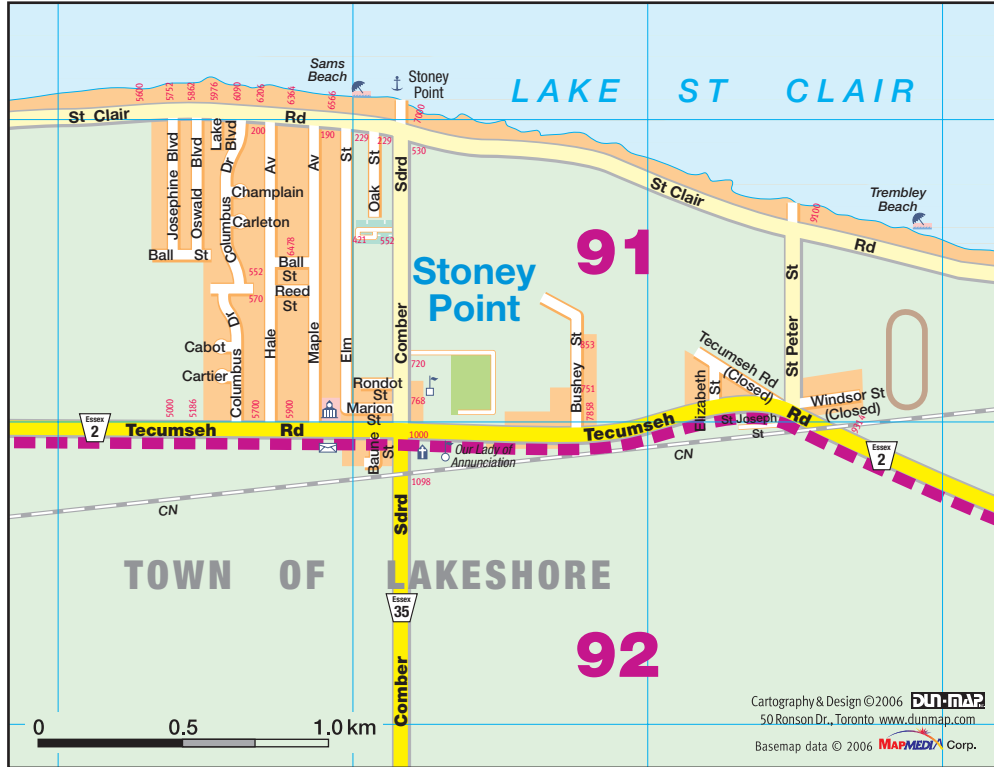 Sams
Beach
Stoney
Point
LAKE ST CLAIR
5600
5752
5862
5976
6090
6206
6364
6566
7000
St Clair Rd
200
190
229
229
530
Josephine Blvd
Oswald Blvd
Lake
Blvd
Columbus Dr
Hale Av
Maple Av
Elm St
Oak St
Comber Sdrd
Champlain
Carleton
Ball St
6478
Ball
St
Reed
St
552
570
421
552
St Clair Rd
Trembley
Beach
9100
91
Stoney
Point
St Peter St
Cabot
Cartier
Columbus Dr
5000
5186
5700
5900
Rondot
St
Marion
St
720
768
Bushey St
853
751
7858
Tecumseh Rd
(Closed)
Elizabeth
St
Windsor St
(Closed)
St Joseph
St
Essex
2
Tecumseh Rd
Baune
St
1000
Our Lady of
Annunciation
1098
Tecumseh Rd
CN
Essex
2
CN
Sdrd
TOWN OF LAKESHORE
Essex
35
Comber
92
0 0.5 1.0 km
Cartography & Design ©2006 DUN·MAP
50 Ronson Dr., Toronto www.dunmap.com
Basemap data © 2006 MAPMEDIA Corp.